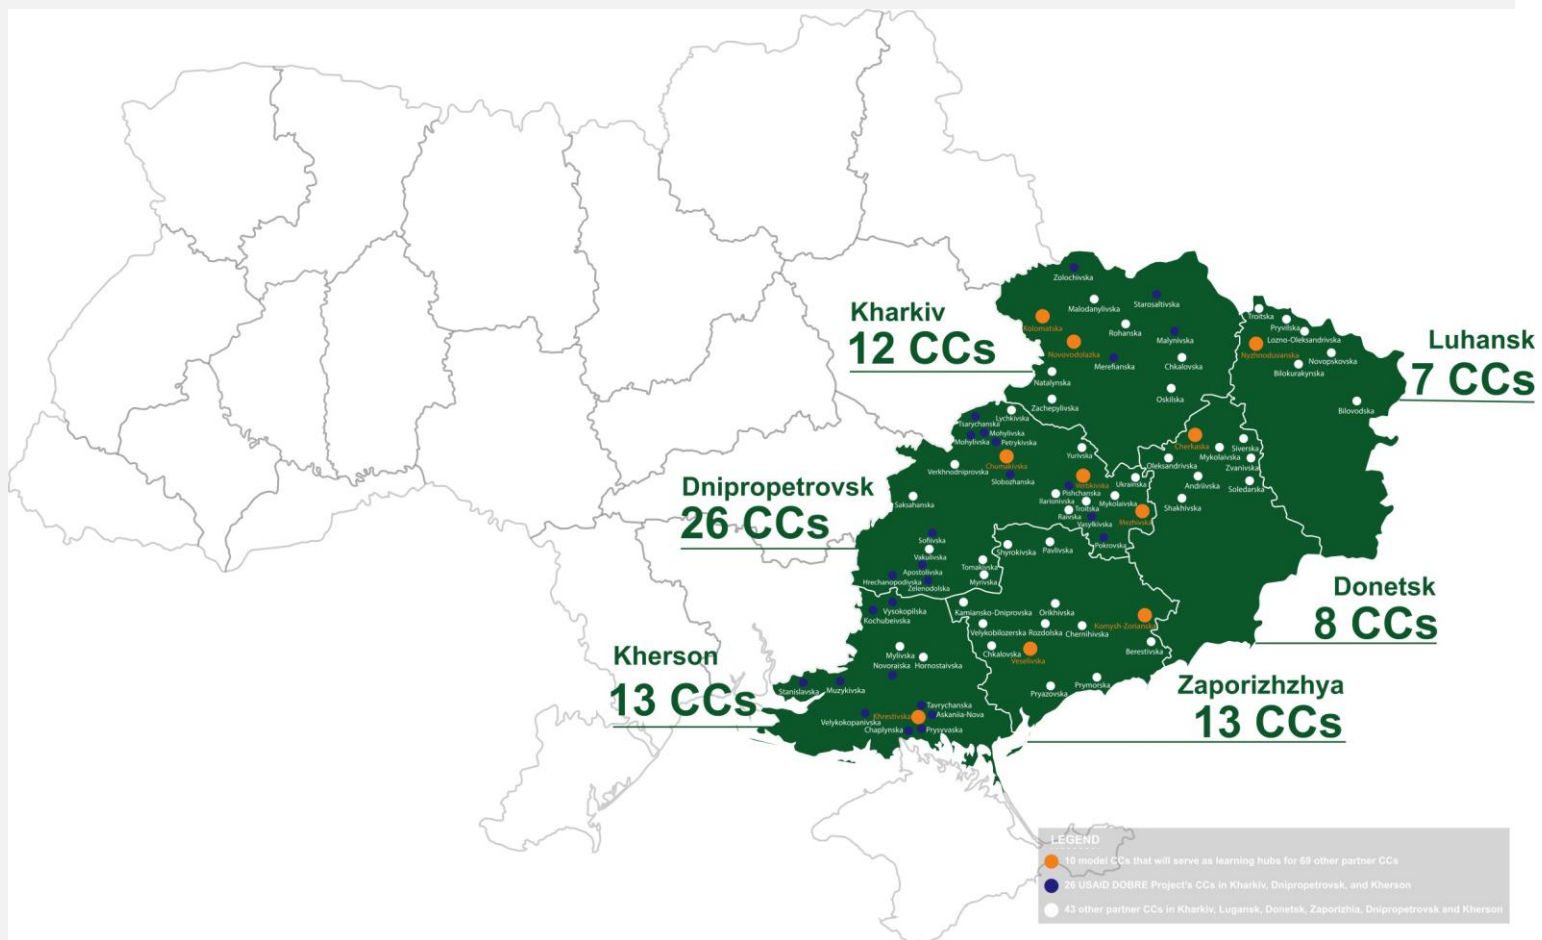 Zolochivska
Starosaltivska
Malodanylivska
Kharkiv
12 CCs
Kolomatska
Rohanska
Malynivska
Novovodolazka
Merefianska
Chkalovska
Natalynska
Oskilska
Zachepylivska
Troitska
Pryvilska
Lozno-Oleksandrivska
Nyzhnoduvanska
Novopskovska
Bilokurakynska
Bilovodska
Luhansk
7 CCs
Lychkivska
Tsarychanska
Mohylivska
Mohylivska
Petrykivska
Chumakivska
Verkhnodniprovska
Slobozhanska
Yurivska
Verbkivska
Pishchanska
Ukrainska
Ilarionivska
Troitska
Mykolaivska
Raivska
Vasylkivska
Mezhivska
Pokrovska
Dnipropetrovsk
26 CCs
Saksahanska
Sofiivska
Vakulivska
Apostolivska
Hrechanopodivska
Zelenodolska
Tomakivska
Myrivska
Cherkaska
Siverska
Mykolaivska
Oleksandrivska
Zvanivska
Andriivska
Soledarska
Shakhivska
Donetsk
8 CCs
Shyrokivska
Pavlivska
Kamiansko-Dniprovska
Orikhivska
Velykobilozerska
Rozdolska
Chernihivska
Komysh-Zorianska
Chkalovska
Veselivska
Berestivska
Pryazovska
Prymorska
Zaporizhzhya
13 CCs
Vysokopilska
Kochubeivska
Mylivska
Novoraiska
Hornostaivska
Kherson
13 CCs
Stanislavska
Muzykivska
Tavrychanska
Khrestivska
Askaniia-Nova
Velykokopanivska
Chaplynska
Prysyvaska
LEGEND
10 model CCs that will serve as learning hubs for 69 other partner CCs
26 USAID DOBRE Project's CCs in Kharkiv, Dnipropetrovsk, and Kherson
43 other partner CCs in Kharkiv, Lugansk, Donetsk, Zaporizhia, Dnipropetrovsk and Kherson